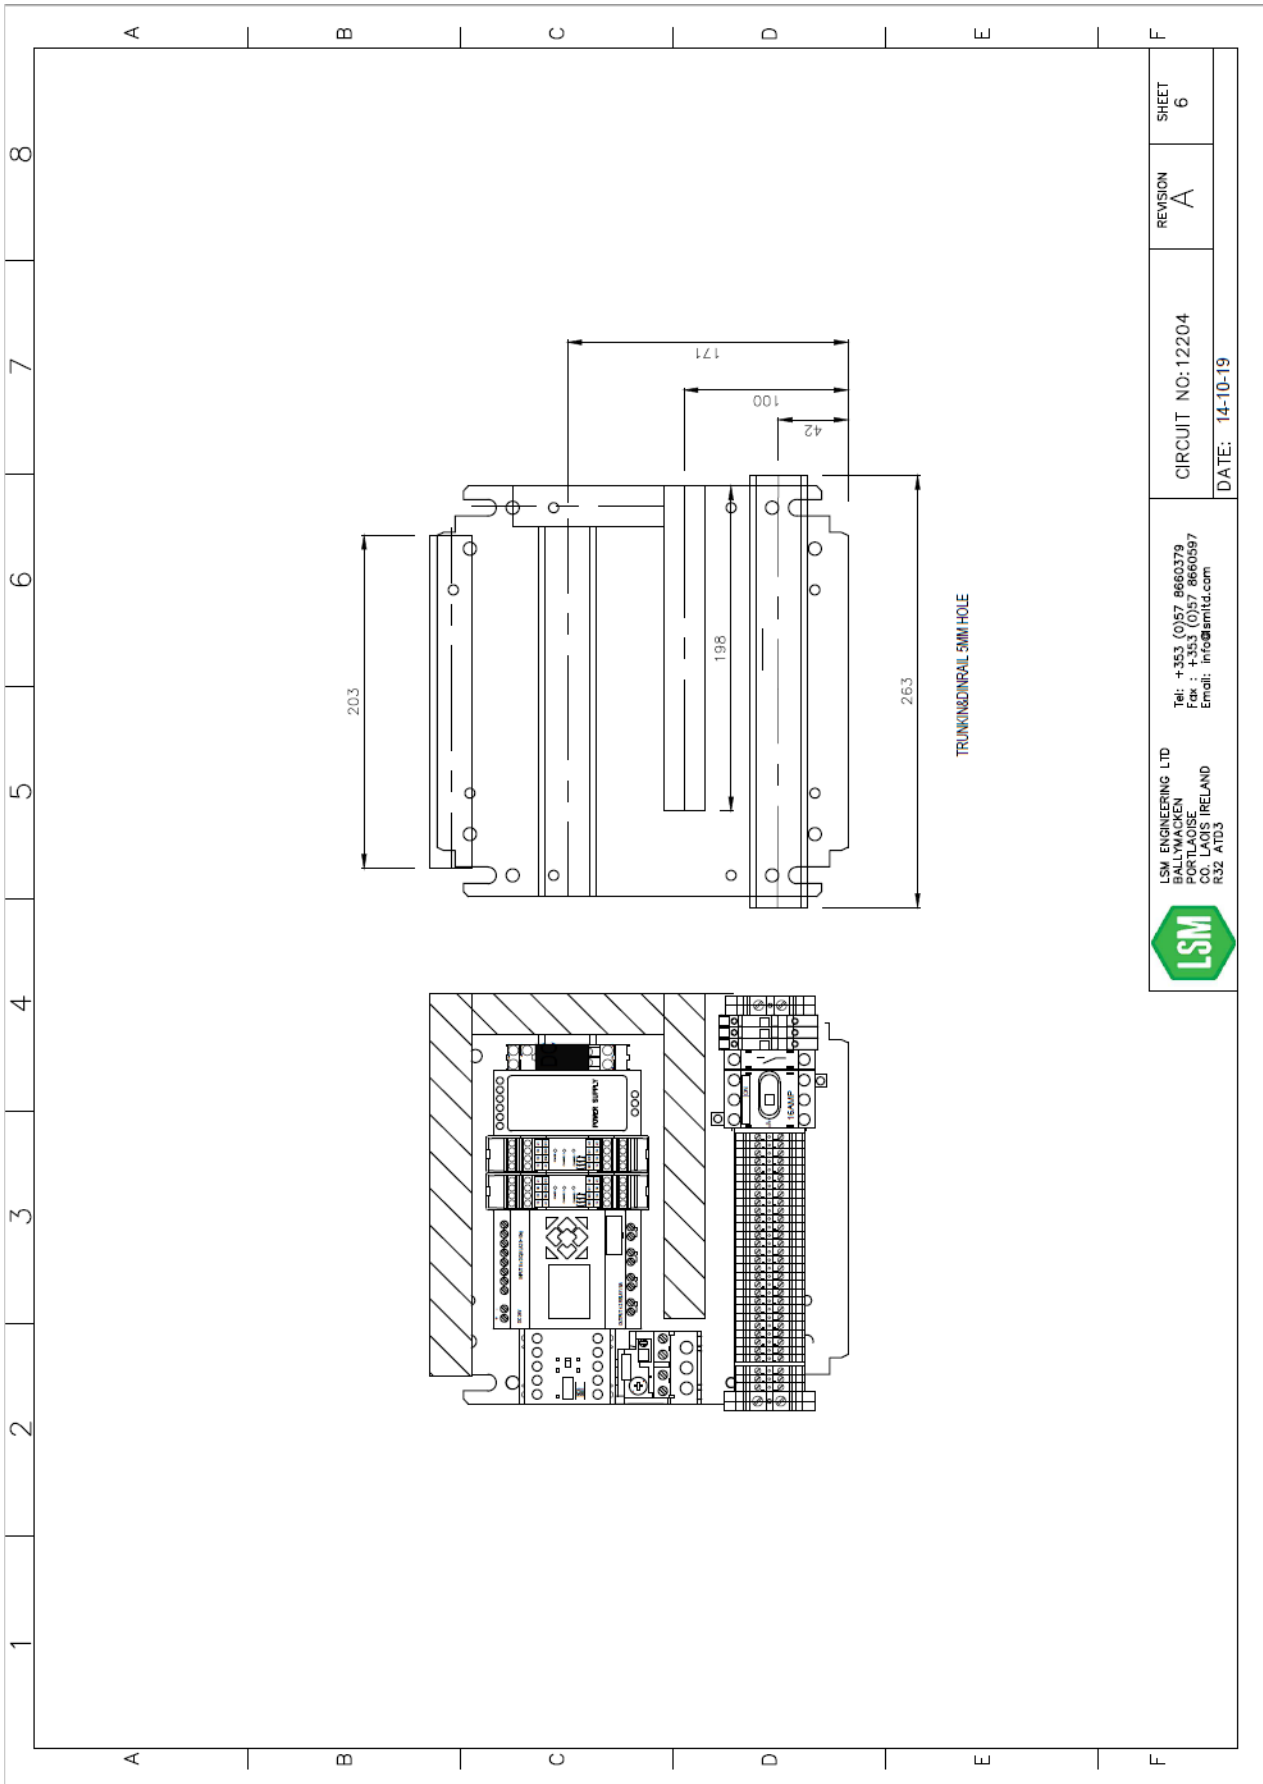 1 2 3 4 5 6 7 8
A
B
C
D
E
F
A
B
C
D
E
F
203
198
263
171
100
42
TRUNKIN&DINRAIL 5MM HOLE
POWER SUPPLY
DC
16AMP
LSM
LSM ENGINEERING LTD
BALLYMACKEN
PORTLAOISE
CO. LAOIS IRELAND
R32 ATD3
Tel: +353 (0)57 8660379
Fax : +353 (0)57 8660597
Email: info@lsmltd.com
CIRCUIT NO: 12204
DATE: 14-10-19
REVISION
A
SHEET
6